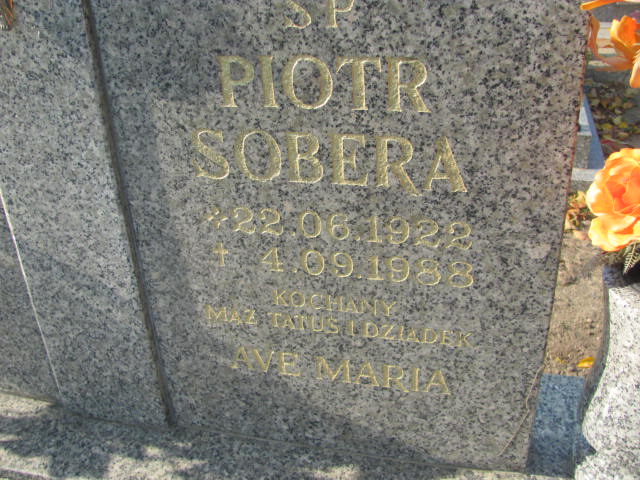 ŚP
PIOTR
SOBERA
* 22.06.1922
† 4.09.1988
KOCHANY
MĄŻ TATUŚ I DZIADEK
AVE MARIA